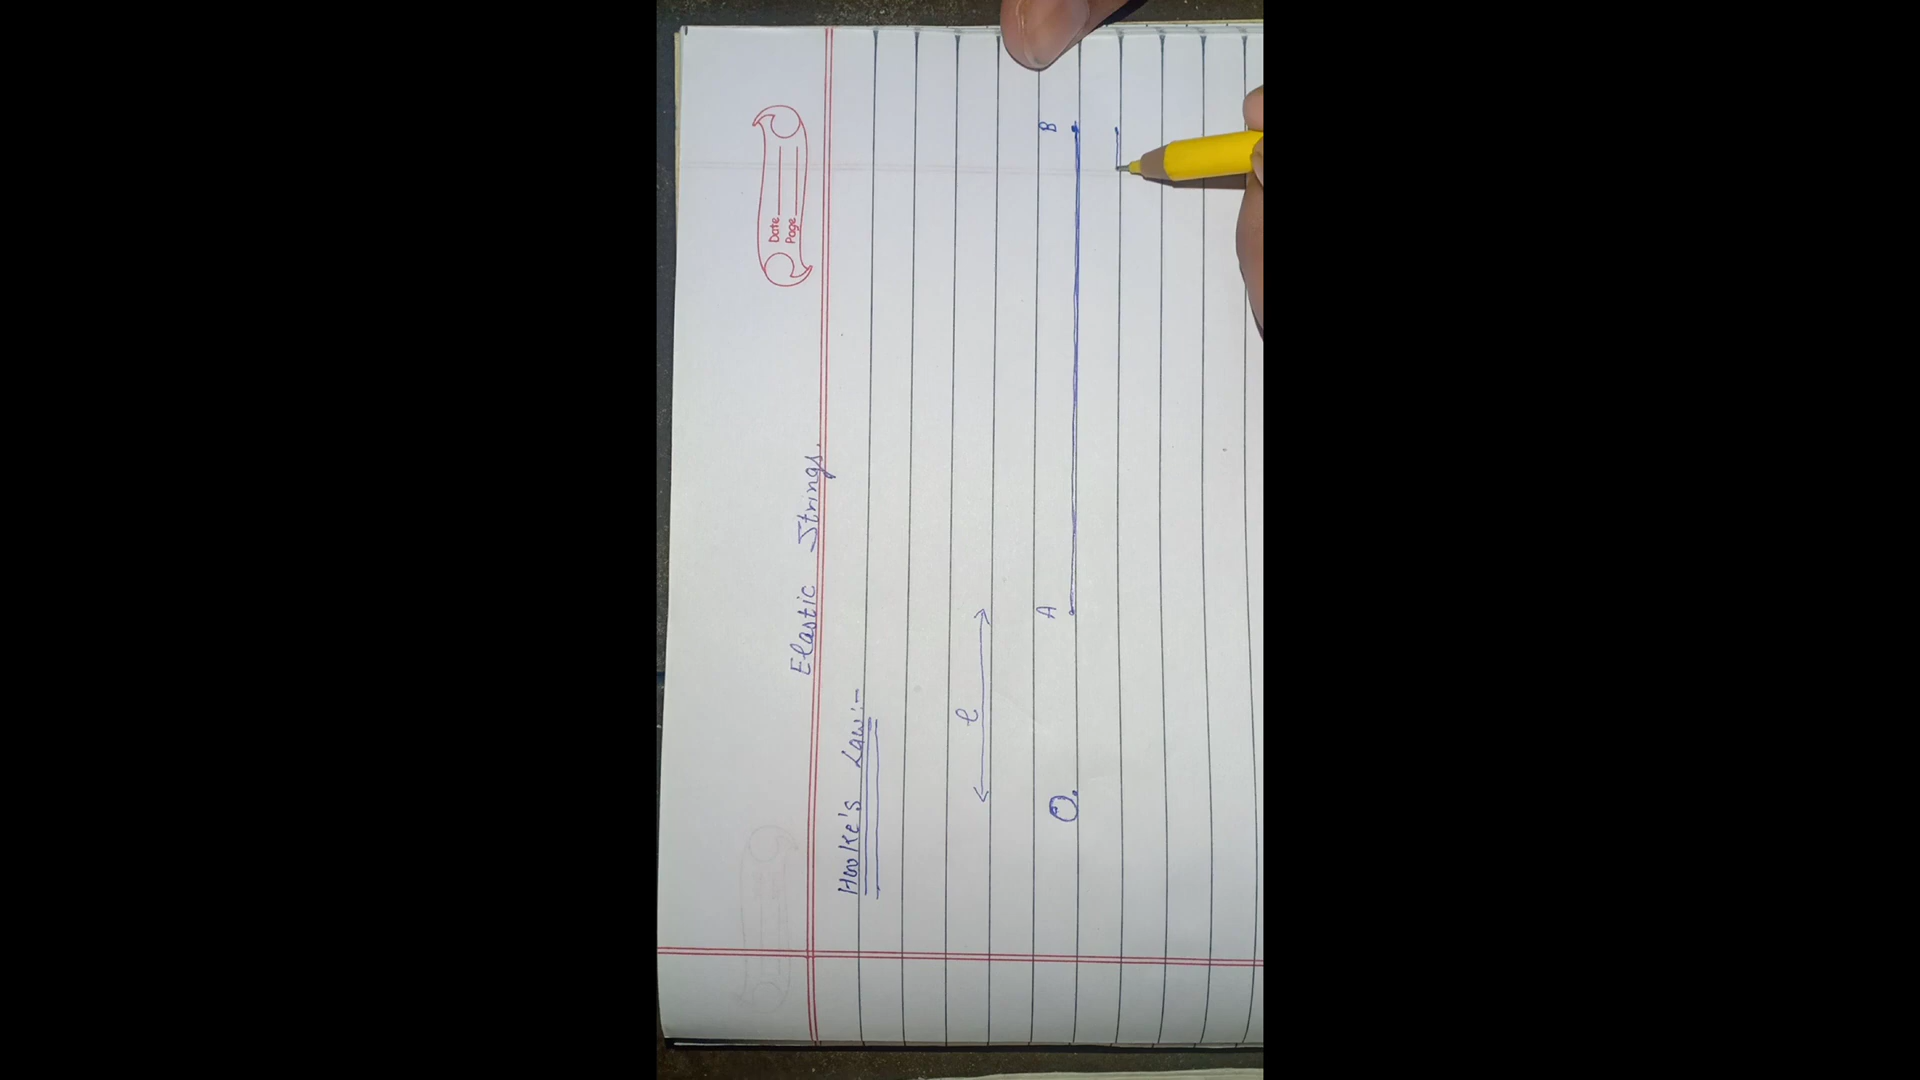 Date
Page
Elastic Strings.
Hooke's Law:-
l
O. A B